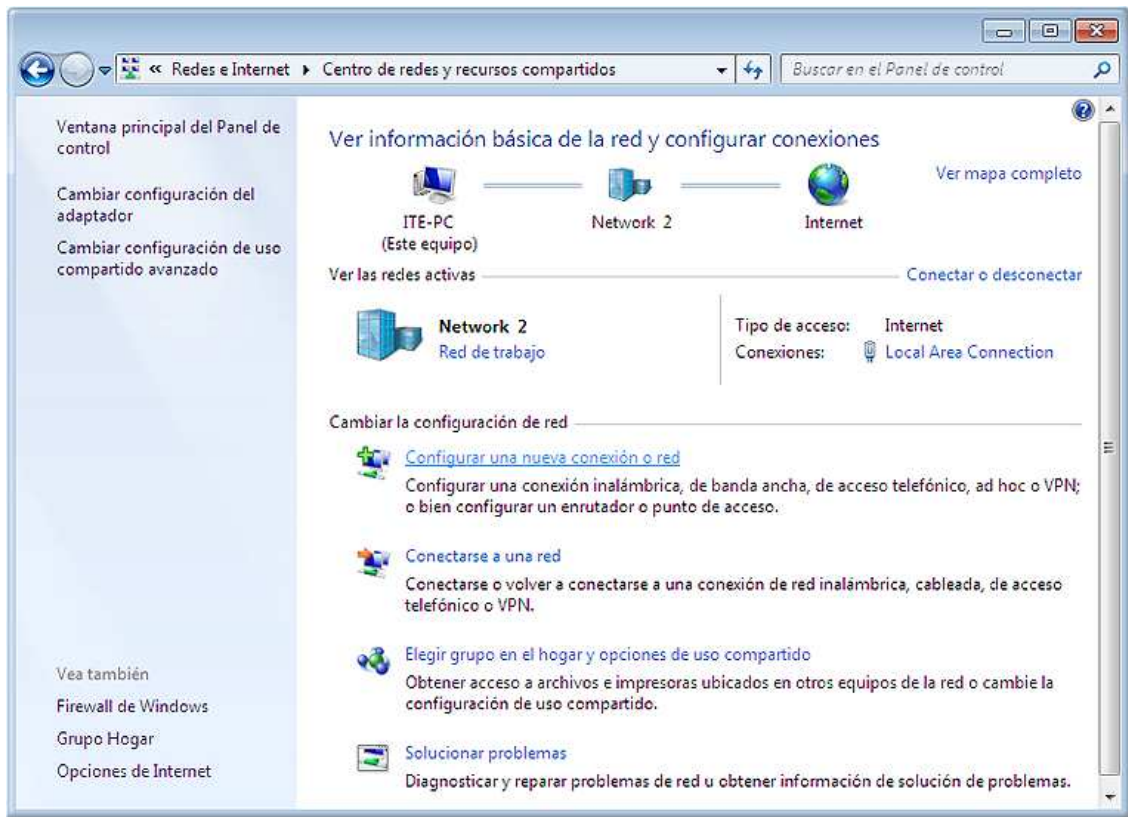 « Redes e Internet ▸ Centro de redes y recursos compartidos
Buscar en el Panel de control
Ventana principal del Panel de
control
Cambiar configuración del
adaptador
Cambiar configuración de uso
compartido avanzado
Vea también
Firewall de Windows
Grupo Hogar
Opciones de Internet
Ver información básica de la red y configurar conexiones
Ver mapa completo
ITE-PC
(Este equipo)
Network 2
Internet
Ver las redes activas
Conectar o desconectar
Network 2
Red de trabajo
Tipo de acceso: Internet
Conexiones: Local Area Connection
Cambiar la configuración de red
Configurar una nueva conexión o red
Configurar una conexión inalámbrica, de banda ancha, de acceso telefónico, ad hoc o VPN;
o bien configurar un enrutador o punto de acceso.
Conectarse a una red
Conectarse o volver a conectarse a una conexión de red inalámbrica, cableada, de acceso
telefónico o VPN.
Elegir grupo en el hogar y opciones de uso compartido
Obtener acceso a archivos e impresoras ubicados en otros equipos de la red o cambie la
configuración de uso compartido.
Solucionar problemas
Diagnosticar y reparar problemas de red u obtener información de solución de problemas.